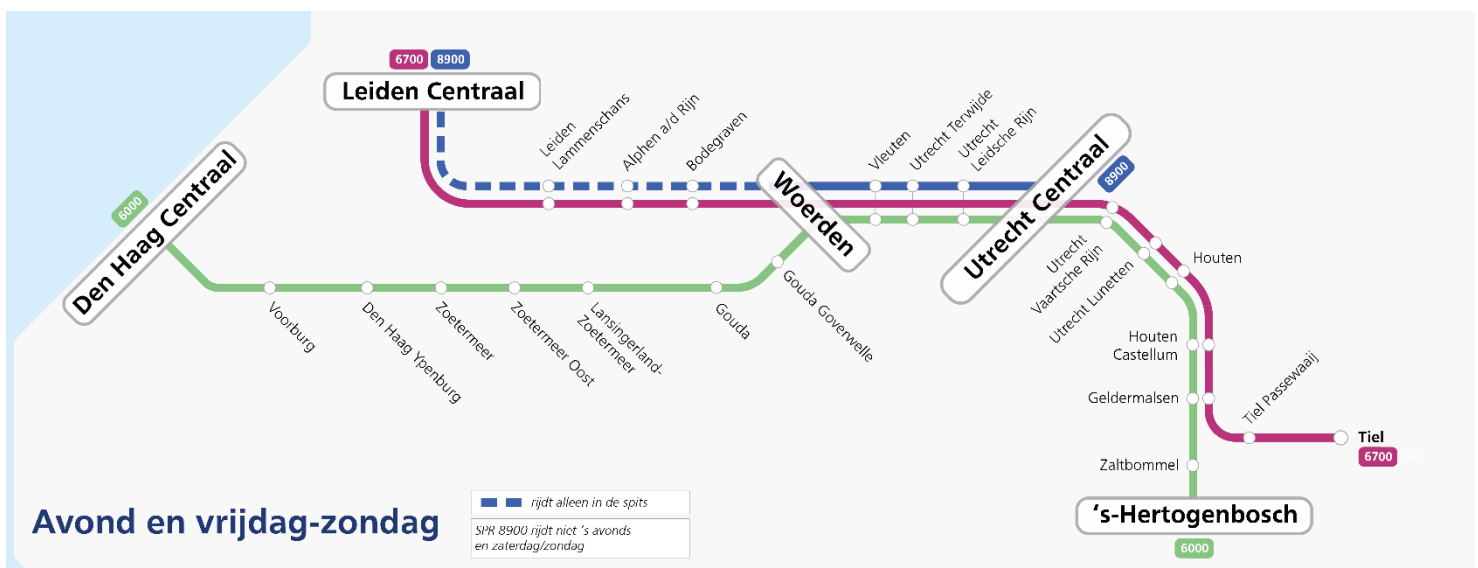 6700
8900
Leiden Centraal
Den Haag Centraal
6000
Leiden
Lammenschans
Alphen a/d Rijn
Bodegraven
Woerden
Vleuten
Utrecht Terwijde
Utrecht
Leidsche Rijn
Utrecht Centraal
8900
Voorburg
Den Haag Ypenburg
Zoetermeer
Zoetermeer Oost
Lansingerland-
Zoetermeer
Gouda
Gouda Goverwelle
Utrecht
Vaartsche Rijn
Utrecht Lunetten
Houten
Houten
Castellum
Geldermalsen
Zaltbommel
Tiel Passewaaij
Tiel
6700
's-Hertogenbosch
6000
Avond en vrijdag-zondag
rijdt alleen in de spits
SPR 8900 rijdt niet 's avonds
en zaterdag/zondag